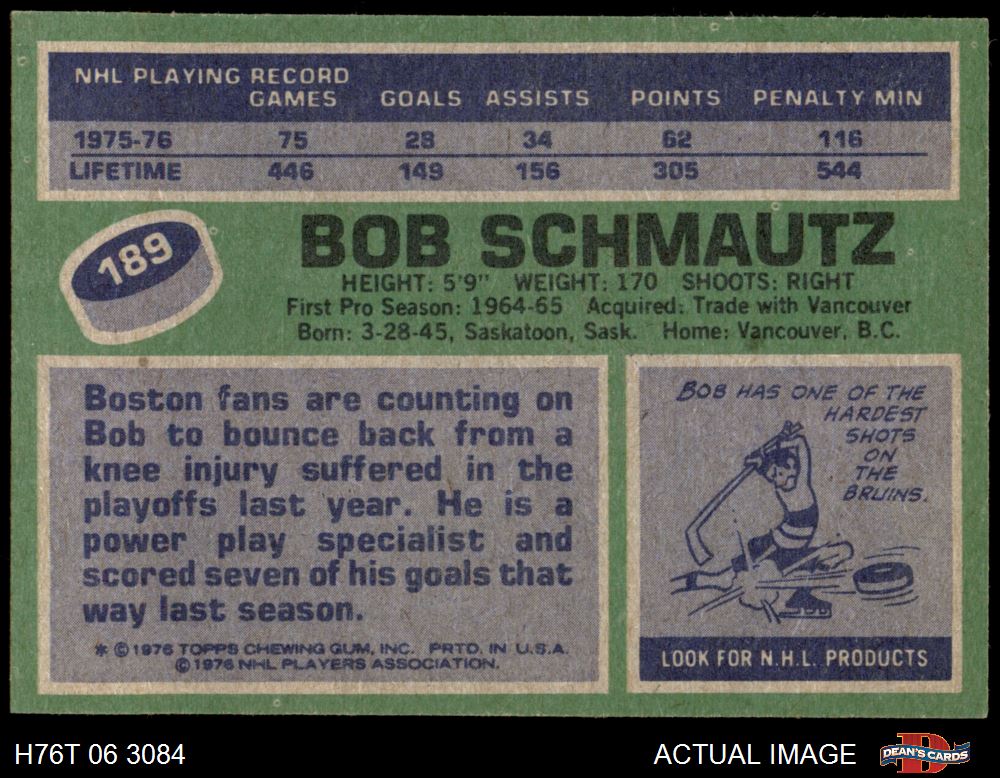 NHL PLAYING RECORD
GAMES GOALS ASSISTS POINTS PENALTY MIN
1975-76 75 28 34 62 116
LIFETIME 446 149 156 305 544
189
BOB SCHMAUTZ
HEIGHT: 5'9" WEIGHT: 170 SHOOTS: RIGHT
First Pro Season: 1964-65 Acquired: Trade with Vancouver
Born: 3-28-45, Saskatoon, Sask. Home: Vancouver, B.C.
Boston fans are counting on
Bob to bounce back from a
knee injury suffered in the
playoffs last year. He is a
power play specialist and
scored seven of his goals that
way last season.
* © 1976 TOPPS CHEWING GUM, INC. PRTD. IN U.S.A.
© 1976 NHL PLAYERS ASSOCIATION.
BOB HAS ONE OF THE
HARDEST
SHOTS
ON
THE
BRUINS.
LOOK FOR N.H.L. PRODUCTS
H76T 06 3084
ACTUAL IMAGE
D
DEAN'S CARDS